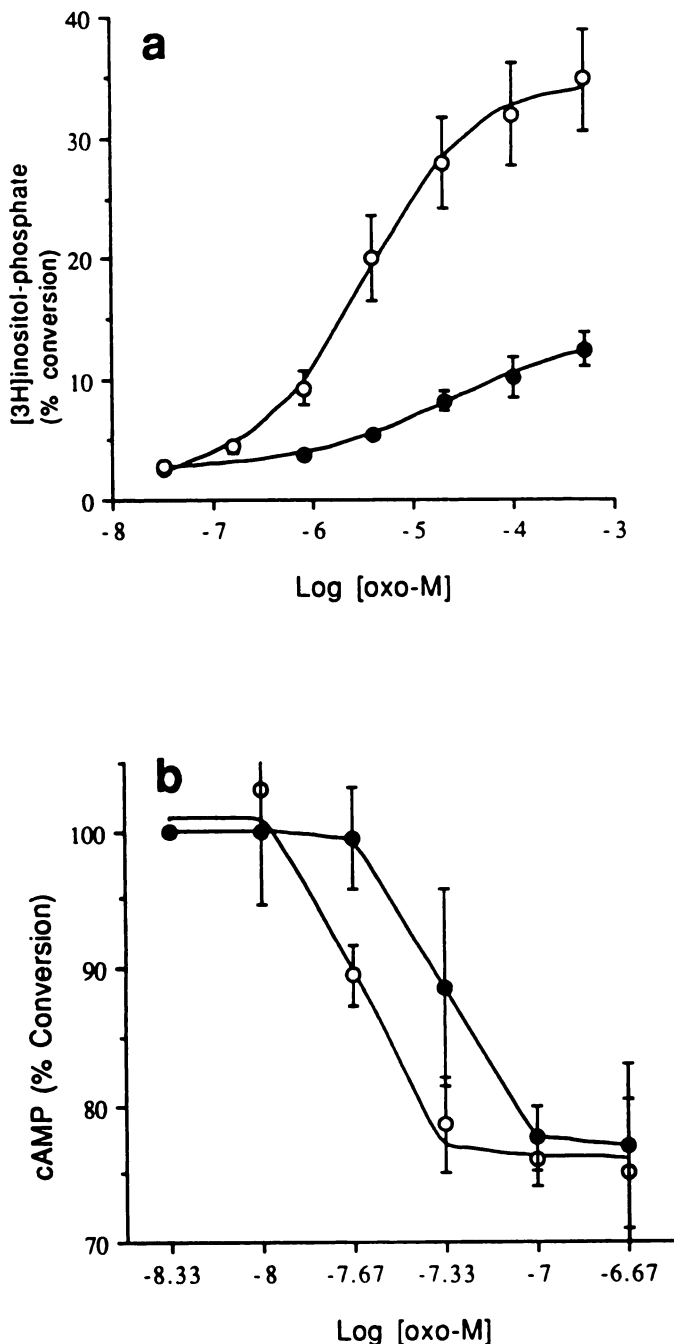 a
40
30
20
10
0
[3H]inositol-phosphate
(% conversion)
-8 -7 -6 -5 -4 -3
Log [oxo-M]
b
100
90
80
70
cAMP (% Conversion)
-8.33 -8 -7.67 -7.33 -7 -6.67
Log [oxo-M]